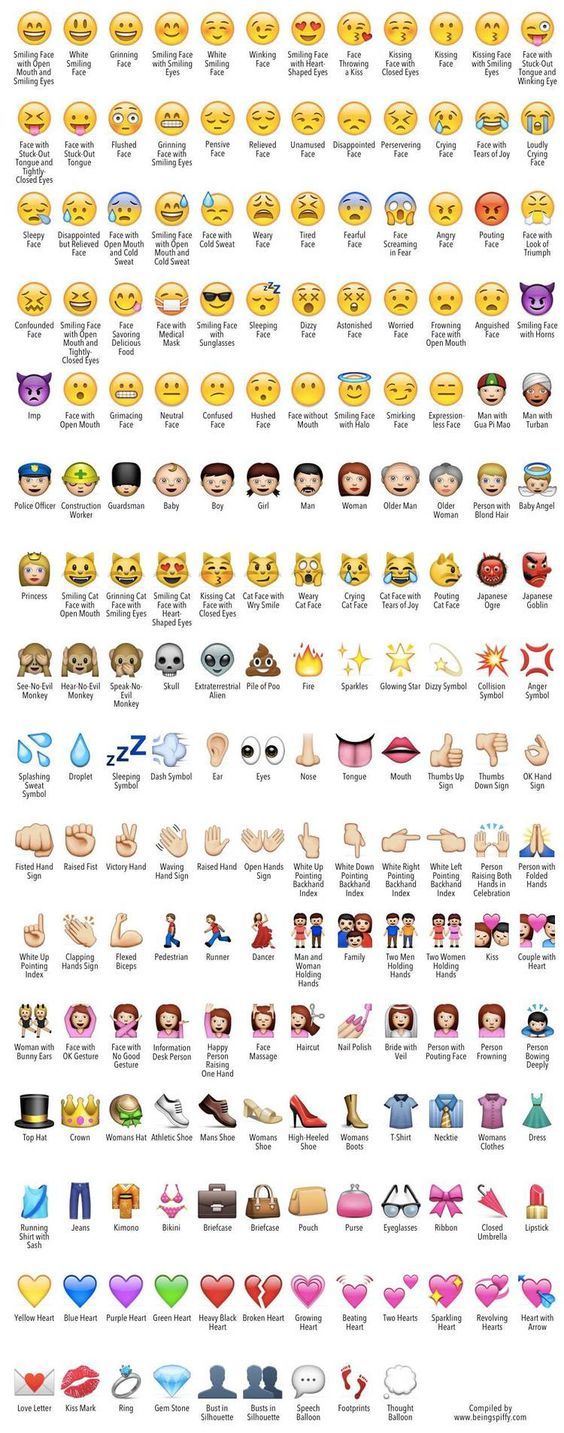 Smiling Face
with Open
Mouth and
Smiling Eyes
White
Smiling
Face
Grinning
Face
Smiling Face
with Smiling
Eyes
White
Smiling
Face
Winking
Face
Smiling Face
with Heart-
Shaped Eyes
Face
Throwing
a Kiss
Kissing
Face with
Closed Eyes
Kissing
Face
Kissing Face
with Smiling
Eyes
Face with
Stuck-Out
Tongue and
Winking Eye
Face with
Stuck-Out
Tongue and
Tightly-
Closed Eyes
Face with
Stuck-Out
Tongue
Flushed
Face
Grinning
Face with
Smiling Eyes
Pensive
Face
Relieved
Face
Unamused
Face
Disappointed
Face
Perservering
Face
Crying
Face
Face with
Tears of Joy
Loudly
Crying
Face
Sleepy
Face
Disappointed
but Relieved
Face
Face with
Open Mouth
and Cold
Sweat
Smiling Face
with Open
Mouth and
Cold Sweat
Face with
Cold Sweat
Weary
Face
Tired
Face
Fearful
Face
Face
Screaming
in Fear
Angry
Face
Pouting
Face
Face with
Look of
Triumph
Confounded
Face
Smiling Face
with Open
Mouth and
Tightly-
Closed Eyes
Face
Savoring
Delicious
Food
Face with
Medical
Mask
Smiling Face
with
Sunglasses
Sleeping
Face
Dizzy
Face
Astonished
Face
Worried
Face
Frowning
Face with
Open Mouth
Anguished
Face
Smiling Face
with Horns
Imp
Face with
Open Mouth
Grimacing
Face
Neutral
Face
Confused
Face
Hushed
Face
Face without
Mouth
Smiling Face
with Halo
Smirking
Face
Expression-
less Face
Man with
Gua Pi Mao
Man with
Turban
Police Officer
Construction
Worker
Guardsman
Baby
Boy
Girl
Man
Woman
Older Man
Older
Woman
Person with
Blond Hair
Baby Angel
Princess
Smiling Cat
Face with
Open Mouth
Grinning Cat
Face with
Smiling Eyes
Smiling Cat
Face with
Heart-
Shaped Eyes
Kissing Cat
Face with
Closed Eyes
Cat Face with
Wry Smile
Weary
Cat Face
Crying
Cat Face
Cat Face with
Tears of Joy
Pouting
Cat Face
Japanese
Ogre
Japanese
Goblin
See-No-Evil
Monkey
Hear-No-Evil
Monkey
Speak-No-
Evil
Monkey
Skull
Extraterrestrial
Alien
Pile of Poo
Fire
Sparkles
Glowing Star
Dizzy Symbol
Collision
Symbol
Anger
Symbol
Splashing
Sweat
Symbol
Droplet
Sleeping
Symbol
Dash Symbol
Ear
Eyes
Nose
Tongue
Mouth
Thumbs Up
Sign
Thumbs
Down Sign
OK Hand
Sign
Fisted Hand
Sign
Raised Fist
Victory Hand
Waving
Hand Sign
Raised Hand
Open Hands
Sign
White Up
Pointing
Backhand
Index
White Down
Pointing
Backhand
Index
White Right
Pointing
Backhand
Index
White Left
Pointing
Backhand
Index
Person
Raising Both
Hands in
Celebration
Person with
Folded
Hands
White Up
Pointing
Index
Clapping
Hands Sign
Flexed
Biceps
Pedestrian
Runner
Dancer
Man and
Woman
Holding
Hands
Family
Two Men
Holding
Hands
Two Women
Holding
Hands
Kiss
Couple with
Heart
Woman with
Bunny Ears
Face with
OK Gesture
Face with
No Good
Gesture
Information
Desk Person
Happy
Person
Raising
One Hand
Face
Massage
Haircut
Nail Polish
Bride with
Veil
Person with
Pouting Face
Person
Frowning
Person
Bowing
Deeply
Top Hat
Crown
Womans Hat
Athletic Shoe
Mans Shoe
Womans
Shoe
High-Heeled
Shoe
Womans
Boots
T-Shirt
Necktie
Womans
Clothes
Dress
Running
Shirt with
Sash
Jeans
Kimono
Bikini
Briefcase
Briefcase
Pouch
Purse
Eyeglasses
Ribbon
Closed
Umbrella
Lipstick
Yellow Heart
Blue Heart
Purple Heart
Green Heart
Heavy Black
Heart
Broken Heart
Growing
Heart
Beating
Heart
Two Hearts
Sparkling
Heart
Revolving
Hearts
Heart with
Arrow
Love Letter
Kiss Mark
Ring
Gem Stone
Bust in
Silhouette
Busts in
Silhouette
Speech
Balloon
Footprints
Thought
Balloon
Compiled by
www.beingspiffy.com